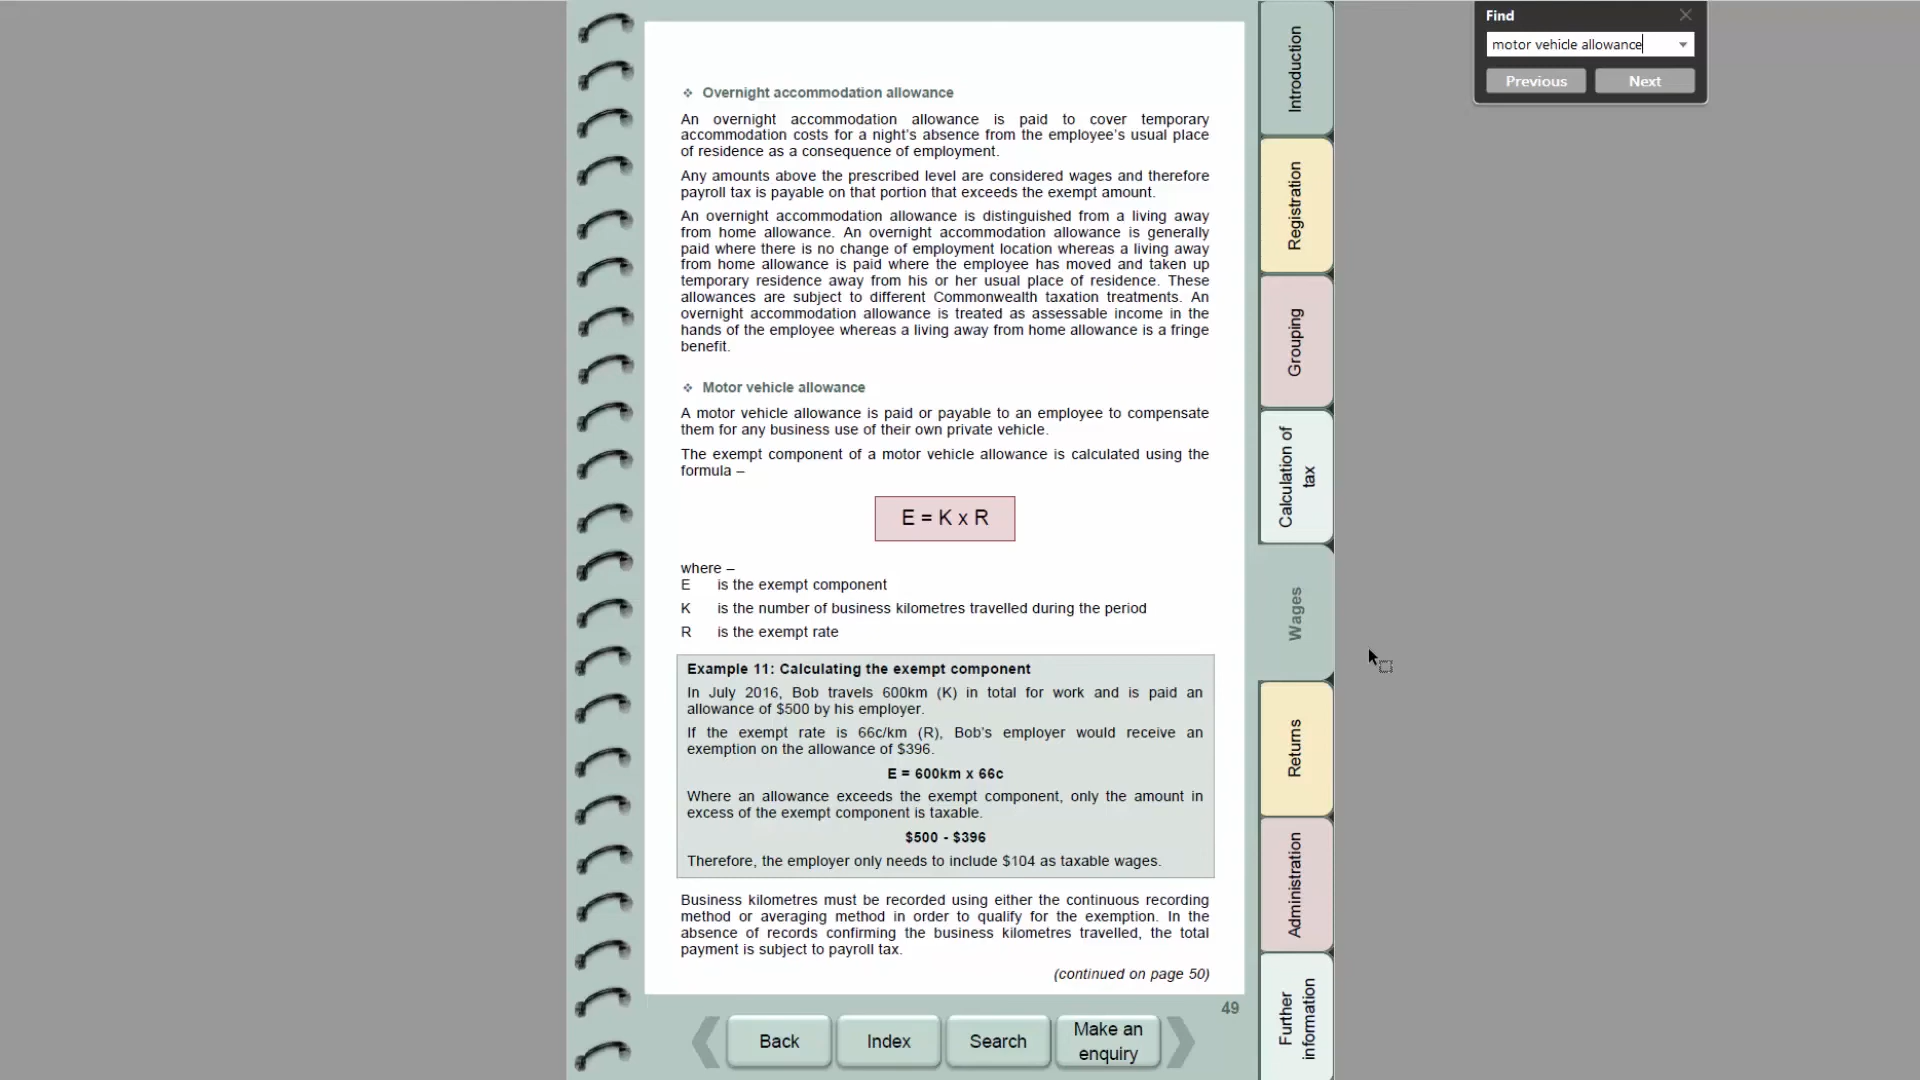 Find
motor vehicle allowance
Previous Next
❖ Overnight accommodation allowance
An overnight accommodation allowance is paid to cover temporary
accommodation costs for a night's absence from the employee's usual place
of residence as a consequence of employment.
Any amounts above the prescribed level are considered wages and therefore
payroll tax is payable on that portion that exceeds the exempt amount.
An overnight accommodation allowance is distinguished from a living away
from home allowance. An overnight accommodation allowance is generally
paid where there is no change of employment location whereas a living away
from home allowance is paid where the employee has moved and taken up
temporary residence away from his or her usual place of residence. These
allowances are subject to different Commonwealth taxation treatments. An
overnight accommodation allowance is treated as assessable income in the
hands of the employee whereas a living away from home allowance is a fringe
benefit.
❖ Motor vehicle allowance
A motor vehicle allowance is paid or payable to an employee to compensate
them for any business use of their own private vehicle.
The exempt component of a motor vehicle allowance is calculated using the
formula –
E = K x R
where –
E is the exempt component
K is the number of business kilometres travelled during the period
R is the exempt rate
Example 11: Calculating the exempt component
In July 2016, Bob travels 600km (K) in total for work and is paid an
allowance of $500 by his employer.
If the exempt rate is 66c/km (R), Bob's employer would receive an
exemption on the allowance of $396.
E = 600km x 66c
Where an allowance exceeds the exempt component, only the amount in
excess of the exempt component is taxable.
$500 - $396
Therefore, the employer only needs to include $104 as taxable wages.
Business kilometres must be recorded using either the continuous recording
method or averaging method in order to qualify for the exemption. In the
absence of records confirming the business kilometres travelled, the total
payment is subject to payroll tax.
(continued on page 50)
49
Back Index Search Make an
enquiry
Introduction
Registration
Grouping
Calculation of
tax
Wages
Returns
Administration
Further
information